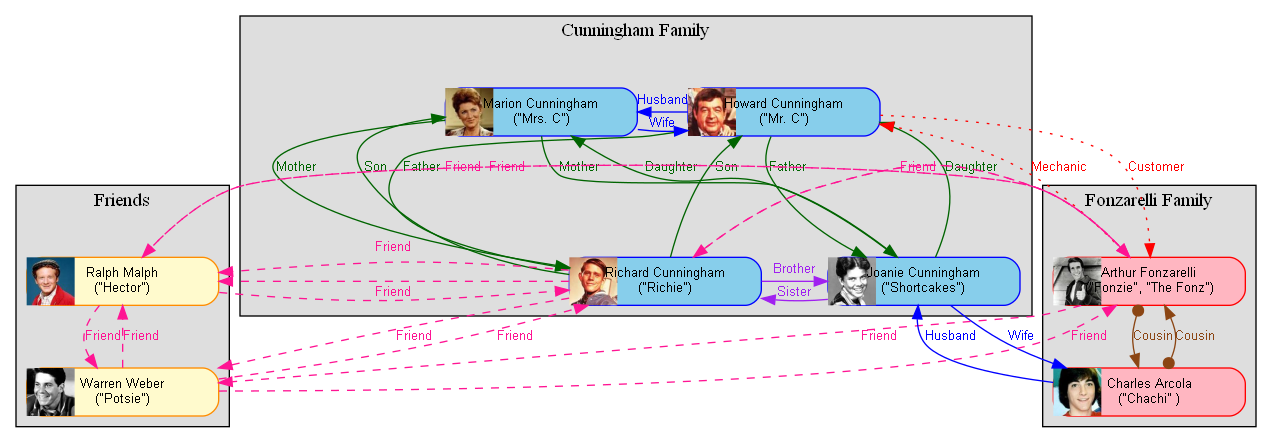 Cunningham Family
Marion Cunningham
("Mrs. C")
Husband
Wife
Howard Cunningham
("Mr. C")
Mother
Son
Father
Friend
Friend
Mother
Daughter
Son
Father
Friend
Daughter
Mechanic
Customer
Friends
Fonzarelli Family
Ralph Malph
("Hector")
Friend
Friend
Richard Cunningham
("Richie")
Brother
Sister
Joanie Cunningham
("Shortcakes")
Arthur Fonzarelli
("Fonzie", "The Fonz")
Friend
Friend
Friend
Friend
Friend
Husband
Wife
Friend
Cousin
Cousin
Warren Weber
("Potsie")
Charles Arcola
("Chachi" )